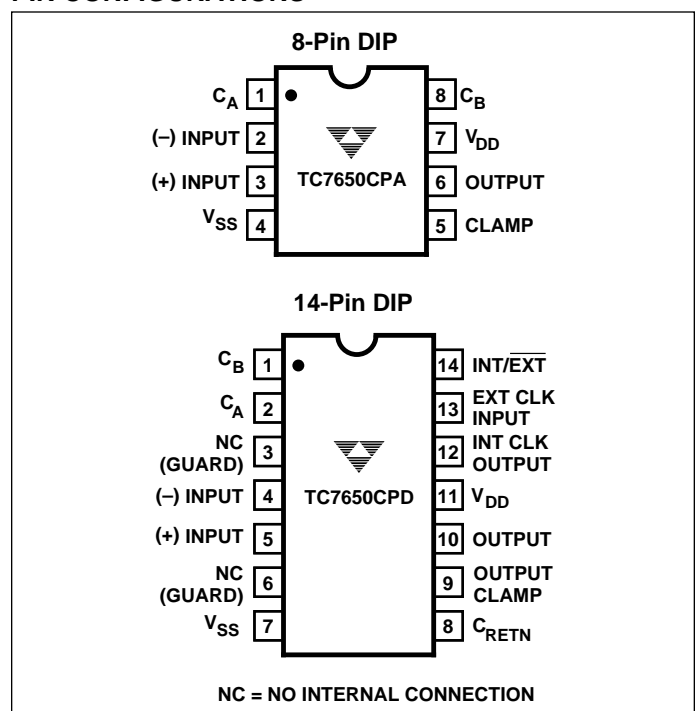 8-Pin DIP
C_A 1
8 C_B
(–) INPUT 2
7 V_DD
(+) INPUT 3
TC7650CPA
6 OUTPUT
V_SS 4
5 CLAMP
14-Pin DIP
C_B 1
14 INT/E̅X̅T̅
C_A 2
13 EXT CLK
INPUT
NC
(GUARD) 3
12 INT CLK
OUTPUT
(–) INPUT 4
TC7650CPD
11 V_DD
(+) INPUT 5
10 OUTPUT
NC
(GUARD) 6
9 OUTPUT
CLAMP
V_SS 7
8 C_RETN
NC = NO INTERNAL CONNECTION